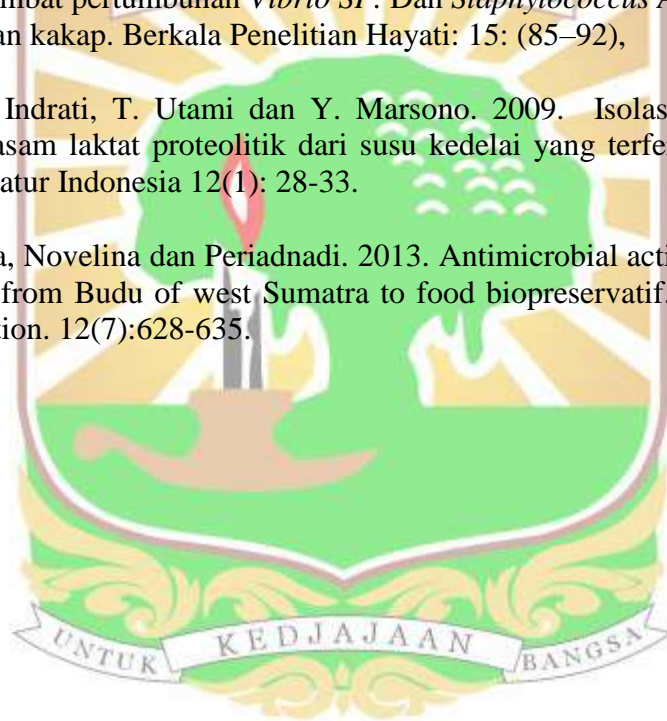 mbat pertumbuhan Vibrio SP. Dan Staphylococcus A
an kakap. Berkala Penelitian Hayati: 15: (85–92),
Indrati, T. Utami dan Y. Marsono. 2009. Isolas
asam laktat proteolitik dari susu kedelai yang terfe
atur Indonesia 12(1): 28-33.
a, Novelina dan Periadnadi. 2013. Antimicrobial acti
from Budu of west Sumatra to food biopreservatif.
tion. 12(7):628-635.
UNTUK KEDJAJAAN BANGSA